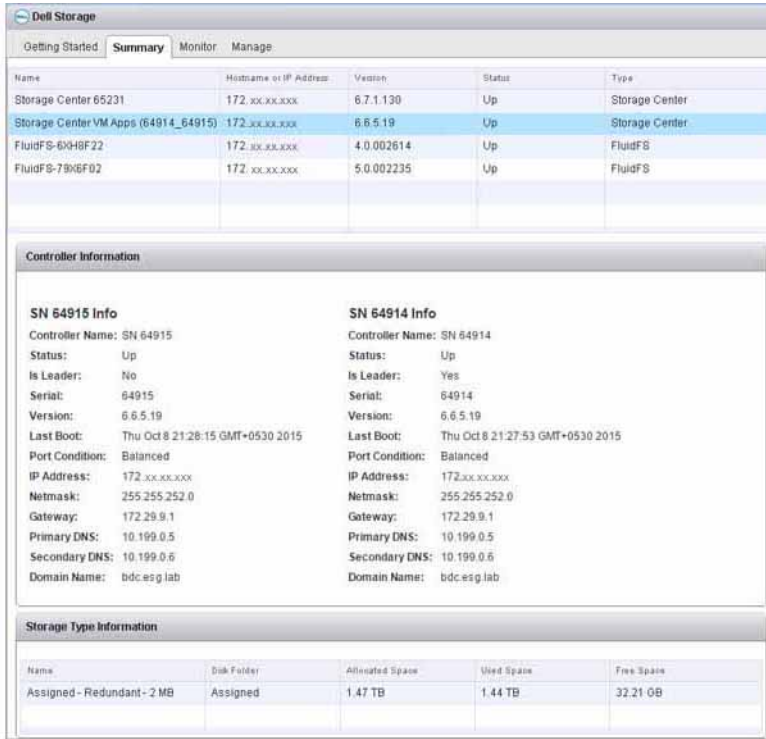 Dell Storage
Getting Started Summary Monitor Manage
Name Hostname or IP Address Version Status Type
Storage Center 65231 172.xx.xx.xxx 6.7.1.130 Up Storage Center
Storage Center VM Apps (64914_64915) 172.xx.xx.xxx 6.6.5.19 Up Storage Center
FluidFS-6XH8F22 172.xx.xx.xxx 4.0.002614 Up FluidFS
FluidFS-79X6F02 172.xx.xx.xxx 5.0.002235 Up FluidFS
Controller Information
SN 64915 Info SN 64914 Info
Controller Name: SN 64915 Controller Name: SN 64914
Status: Up Status: Up
Is Leader: No Is Leader: Yes
Serial: 64915 Serial: 64914
Version: 6.6.5.19 Version: 6.6.5.19
Last Boot: Thu Oct 8 21:28:15 GMT+0530 2015 Last Boot: Thu Oct 8 21:27:53 GMT+0530 2015
Port Condition: Balanced Port Condition: Balanced
IP Address: 172.xx.xx.xxx IP Address: 172.xx.xx.xxx
Netmask: 255.255.252.0 Netmask: 255.255.252.0
Gateway: 172.29.9.1 Gateway: 172.29.9.1
Primary DNS: 10.199.0.5 Primary DNS: 10.199.0.5
Secondary DNS: 10.199.0.6 Secondary DNS: 10.199.0.6
Domain Name: bdc.esg.lab Domain Name: bdc.esg.lab
Storage Type Information
Name Disk Folder Allocated Space Used Space Free Space
Assigned - Redundant - 2 MB Assigned 1.47 TB 1.44 TB 32.21 GB